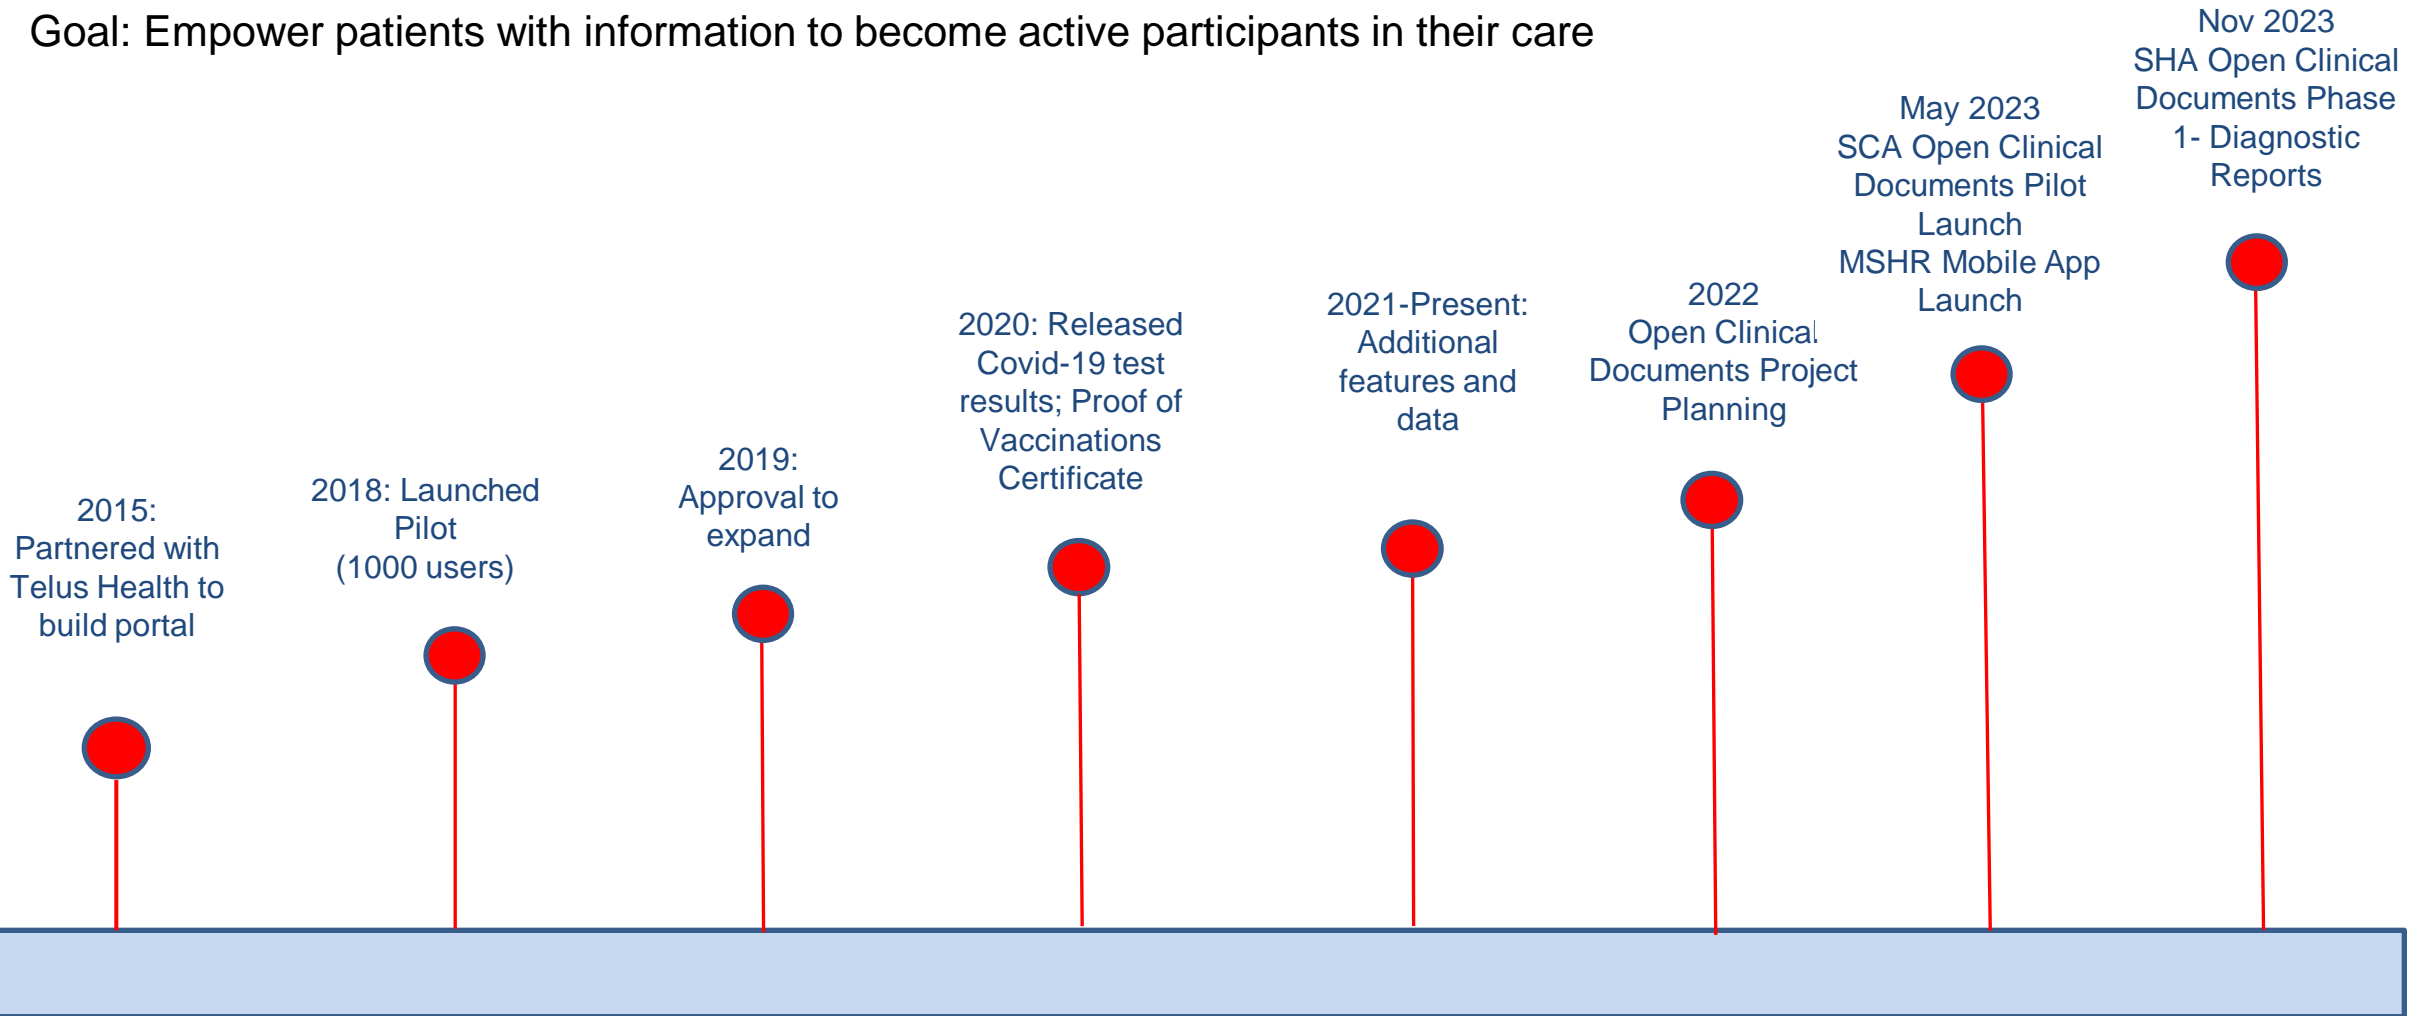 Goal: Empower patients with information to become active participants in their care
2015:
Partnered with
Telus Health to
build portal
2018: Launched
Pilot
(1000 users)
2019:
Approval to
expand
2020: Released
Covid-19 test
results; Proof of
Vaccinations
Certificate
2021-Present:
Additional
features and
data
2022
Open Clinical
Documents Project
Planning
May 2023
SCA Open Clinical
Documents Pilot
Launch
MSHR Mobile App
Launch
Nov 2023
SHA Open Clinical
Documents Phase
1- Diagnostic
Reports